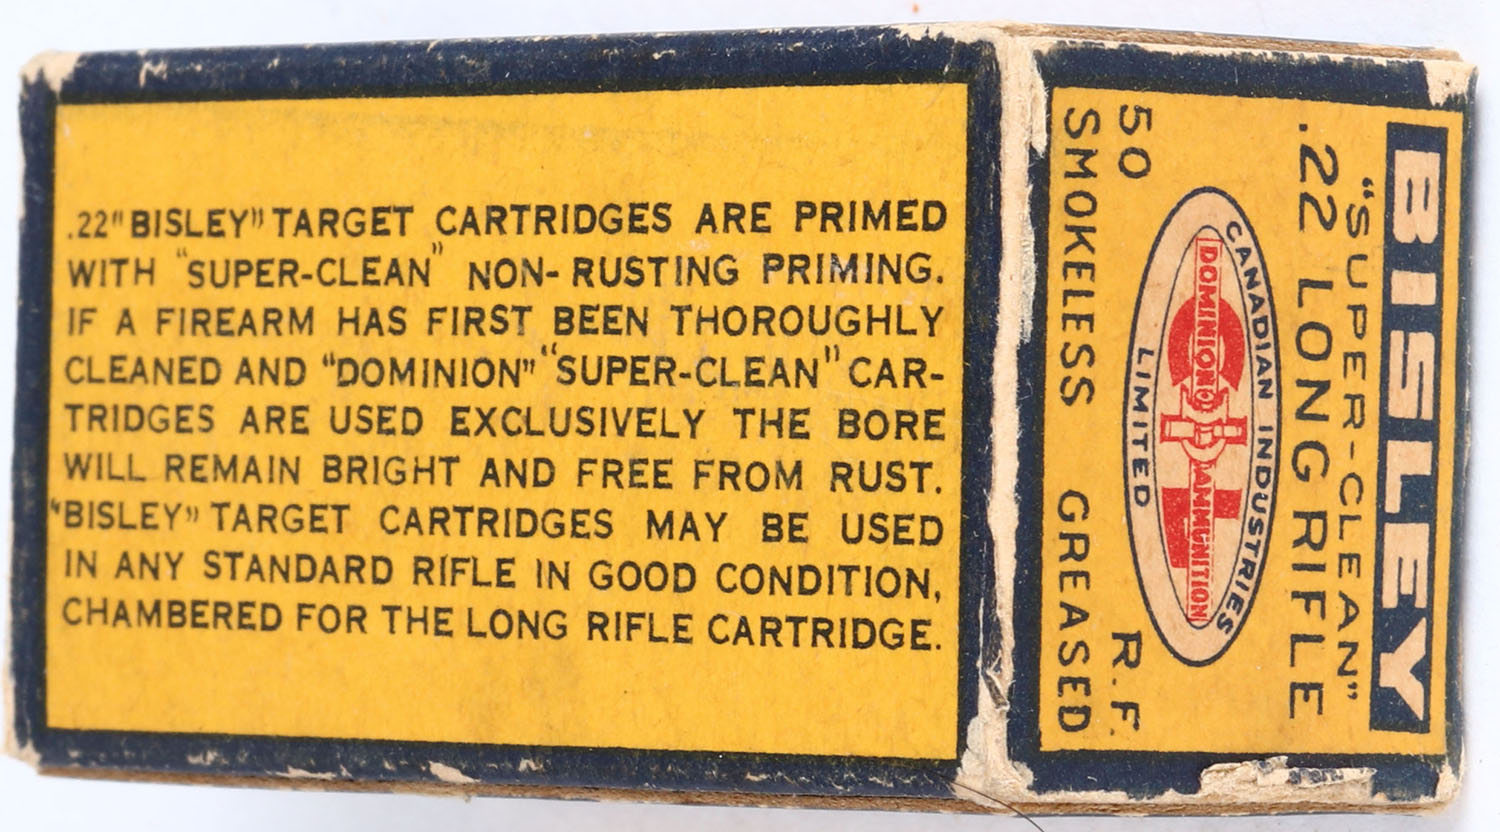 .22 "BISLEY" TARGET CARTRIDGES ARE PRIMED
WITH "SUPER-CLEAN" NON-RUSTING PRIMING.
IF A FIREARM HAS FIRST BEEN THOROUGHLY
CLEANED AND "DOMINION" "SUPER-CLEAN" CAR-
TRIDGES ARE USED EXCLUSIVELY THE BORE
WILL REMAIN BRIGHT AND FREE FROM RUST.
"BISLEY" TARGET CARTRIDGES MAY BE USED
IN ANY STANDARD RIFLE IN GOOD CONDITION,
CHAMBERED FOR THE LONG RIFLE CARTRIDGE.
BISLEY
"SUPER-CLEAN"
.22 LONG RIFLE
CANADIAN INDUSTRIES
DOMINION AMMUNITION
LIMITED
50 R.F.
SMOKELESS GREASED